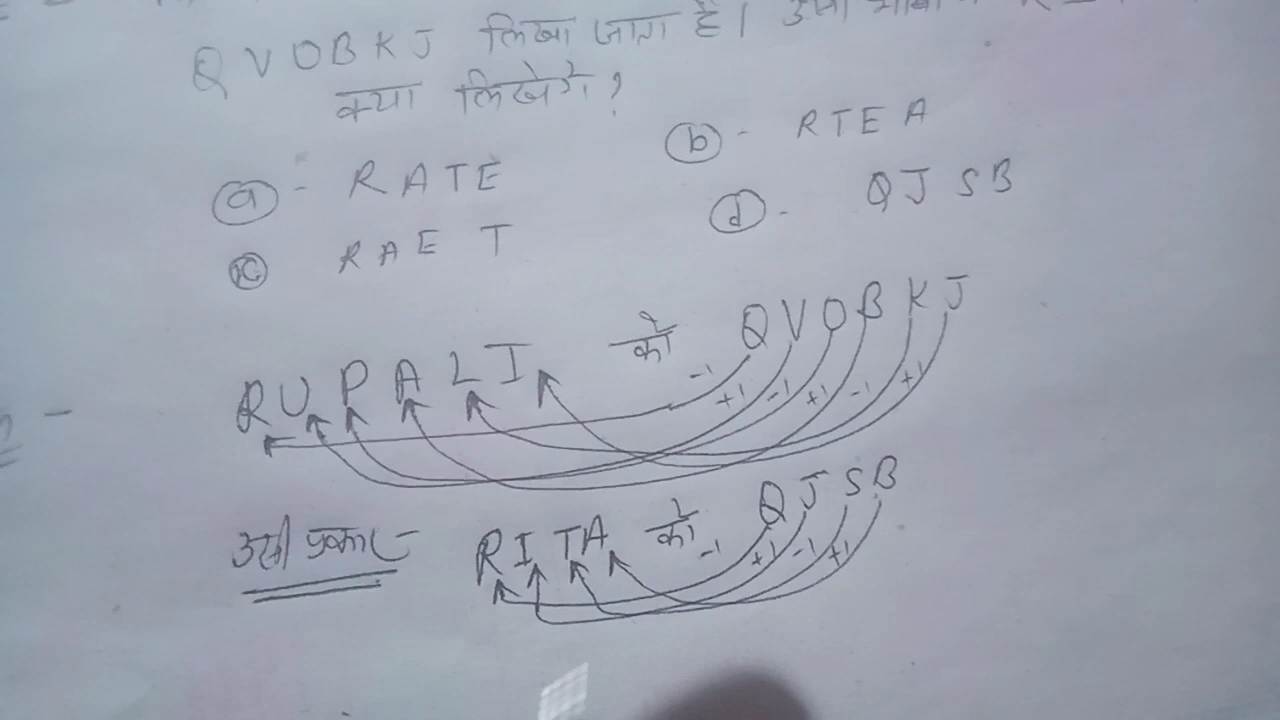 QVOBKJ लिखा जाता है। उसी
क्या लिखेगें ?
(a) - RATE
(b) - RTEA
(c) RAET
(d) - QJSB
RUPALI को QVOBKJ
-1 +1 -1 +1 -1 +1
उसी प्रकार -
RITA को QJSB
-1 +1 -1 +1